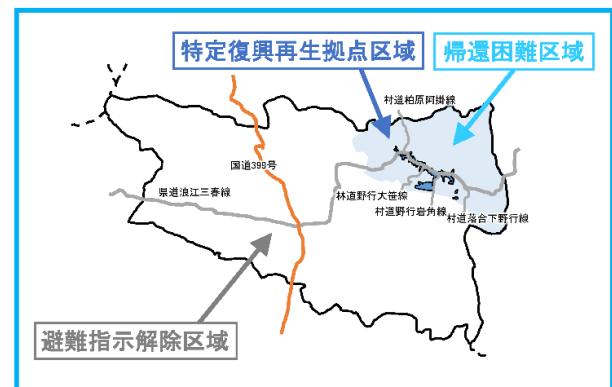 特定復興再生拠点区域
帰還困難区域
村道柏原阿掛線
国道399号
県道浪江三春線
林道野行大笹線
村道野行岩角線
村道落合下野行線
避難指示解除区域